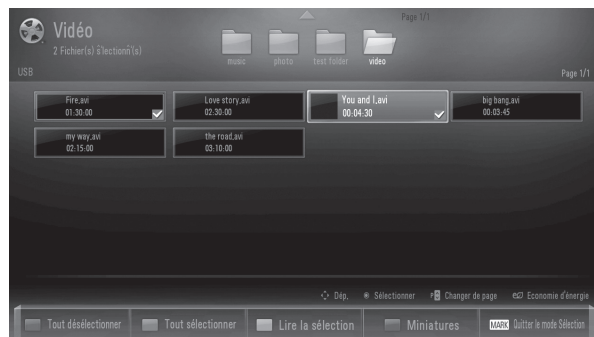 Vidéo
2 Fichier(s) šlectionñ'(s)
Page 1/1
music
photo
test folder
video
USB
Page 1/1
Fire.avi
01:30:00
Love story.avi
02:30:00
You and I.avi
00:04:30
big bang.avi
00:03:45
my way.avi
02:15:00
the road.avi
03:10:00
Dép.
Sélectionner
P Changer de page
Economie d'énergie
Tout désélectionner
Tout sélectionner
Lire la sélection
Miniatures
MARK Quitter le mode Sélection